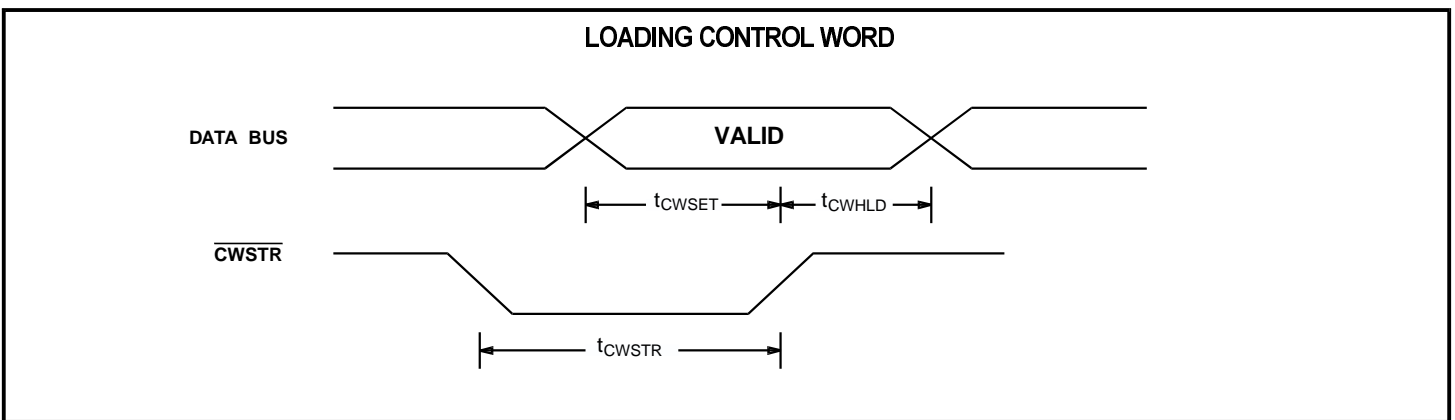 LOADING CONTROL WORD
DATA BUS
VALID
tCWSET
tCWHLD
CWSTR
tCWSTR